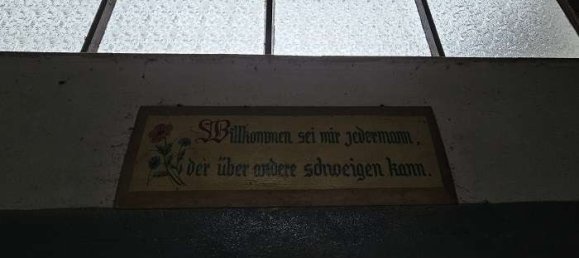 Willkommen sei mir jedermann,
der über andere schweigen kann.